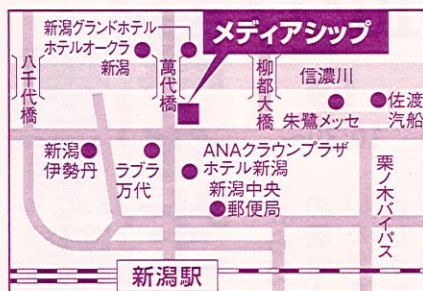 新潟グランドホテル
ホテルオークラ
新潟
メディアシップ
八千代橋
萬代橋
柳都大橋
信濃川
朱鷺メッセ
佐渡
汽船
新潟
伊勢丹
ラブラ
万代
ANAクラウンプラザ
ホテル新潟
新潟中央
郵便局
栗ノ木バイパス
新潟駅